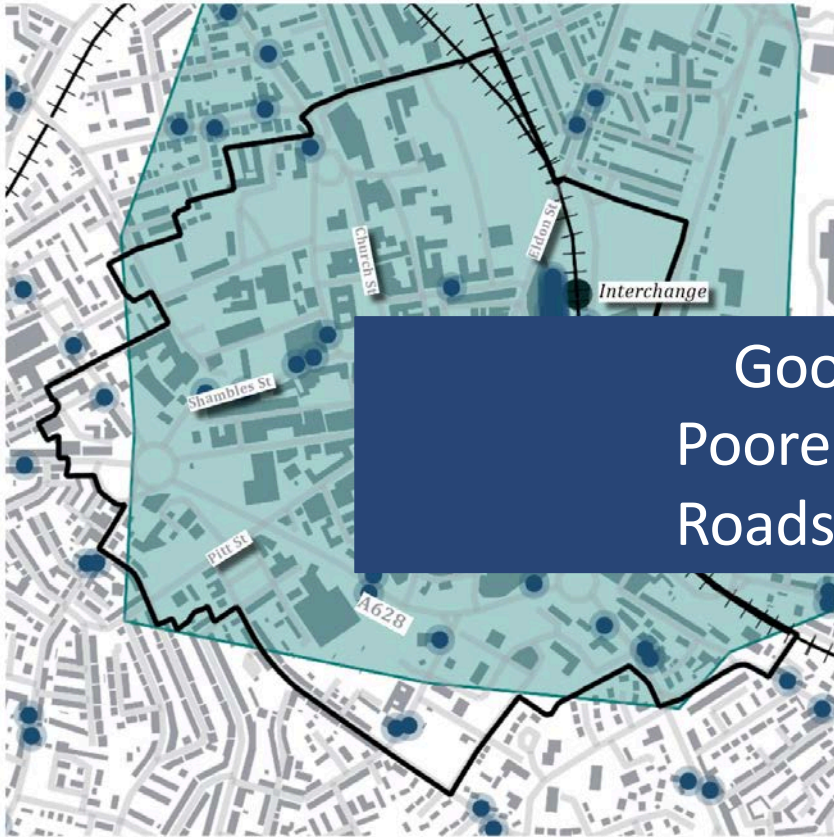 Church St
Eldon St
Interchange
Shambles St
Goo
Poore
Roads
Pitt St
A628